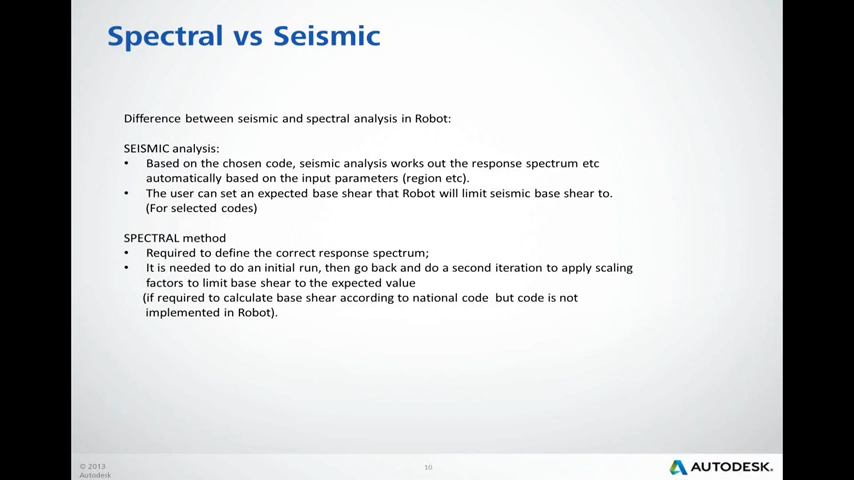 Spectral vs Seismic
Difference between seismic and spectral analysis in Robot:
SEISMIC analysis:
• Based on the chosen code, seismic analysis works out the response spectrum etc
automatically based on the input parameters (region etc).
• The user can set an expected base shear that Robot will limit seismic base shear to.
(For selected codes)
SPECTRAL method
• Required to define the correct response spectrum;
• It is needed to do an initial run, then go back and do a second iteration to apply scaling
factors to limit base shear to the expected value
(if required to calculate base shear according to national code but code is not
implemented in Robot).
© 2013
Autodesk
10
AUTODESK.